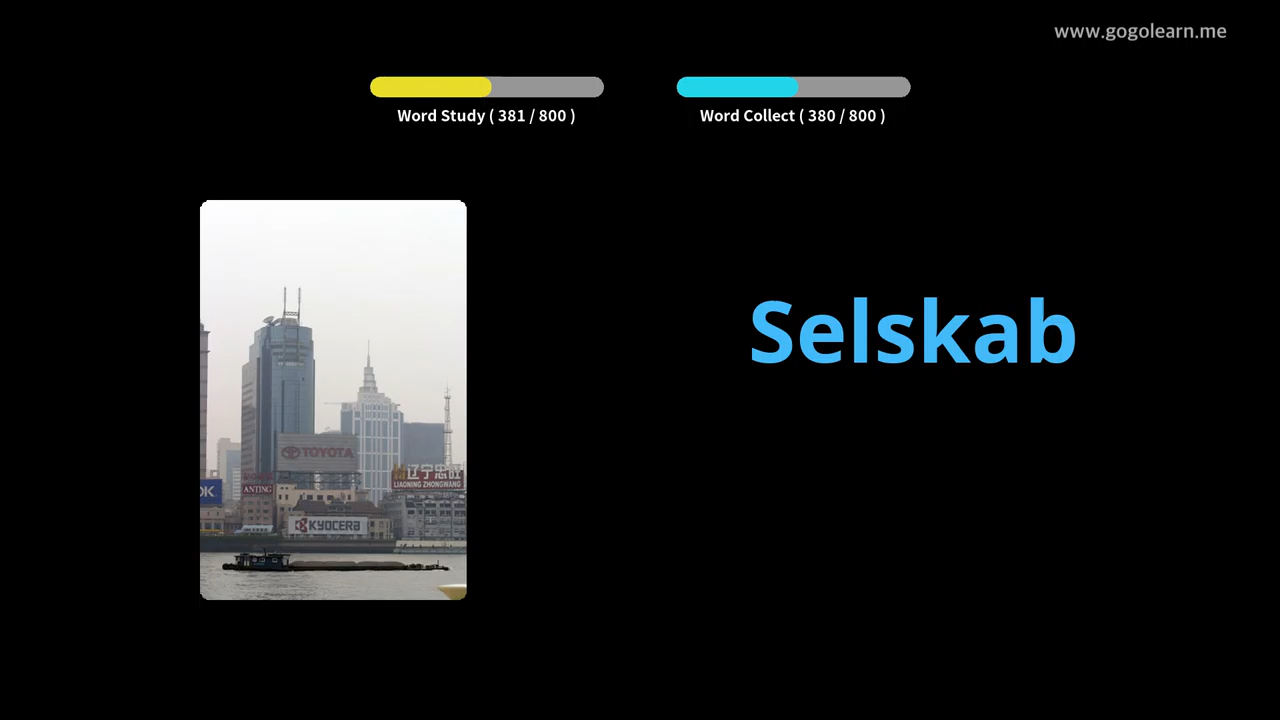 www.gogolearn.me
Word Study ( 381 / 800 )
Word Collect ( 380 / 800 )
Selskab
TOYOTA
辽宁忠旺
LIAONING ZHONGWANG
ANTING
OK
KYOCERA